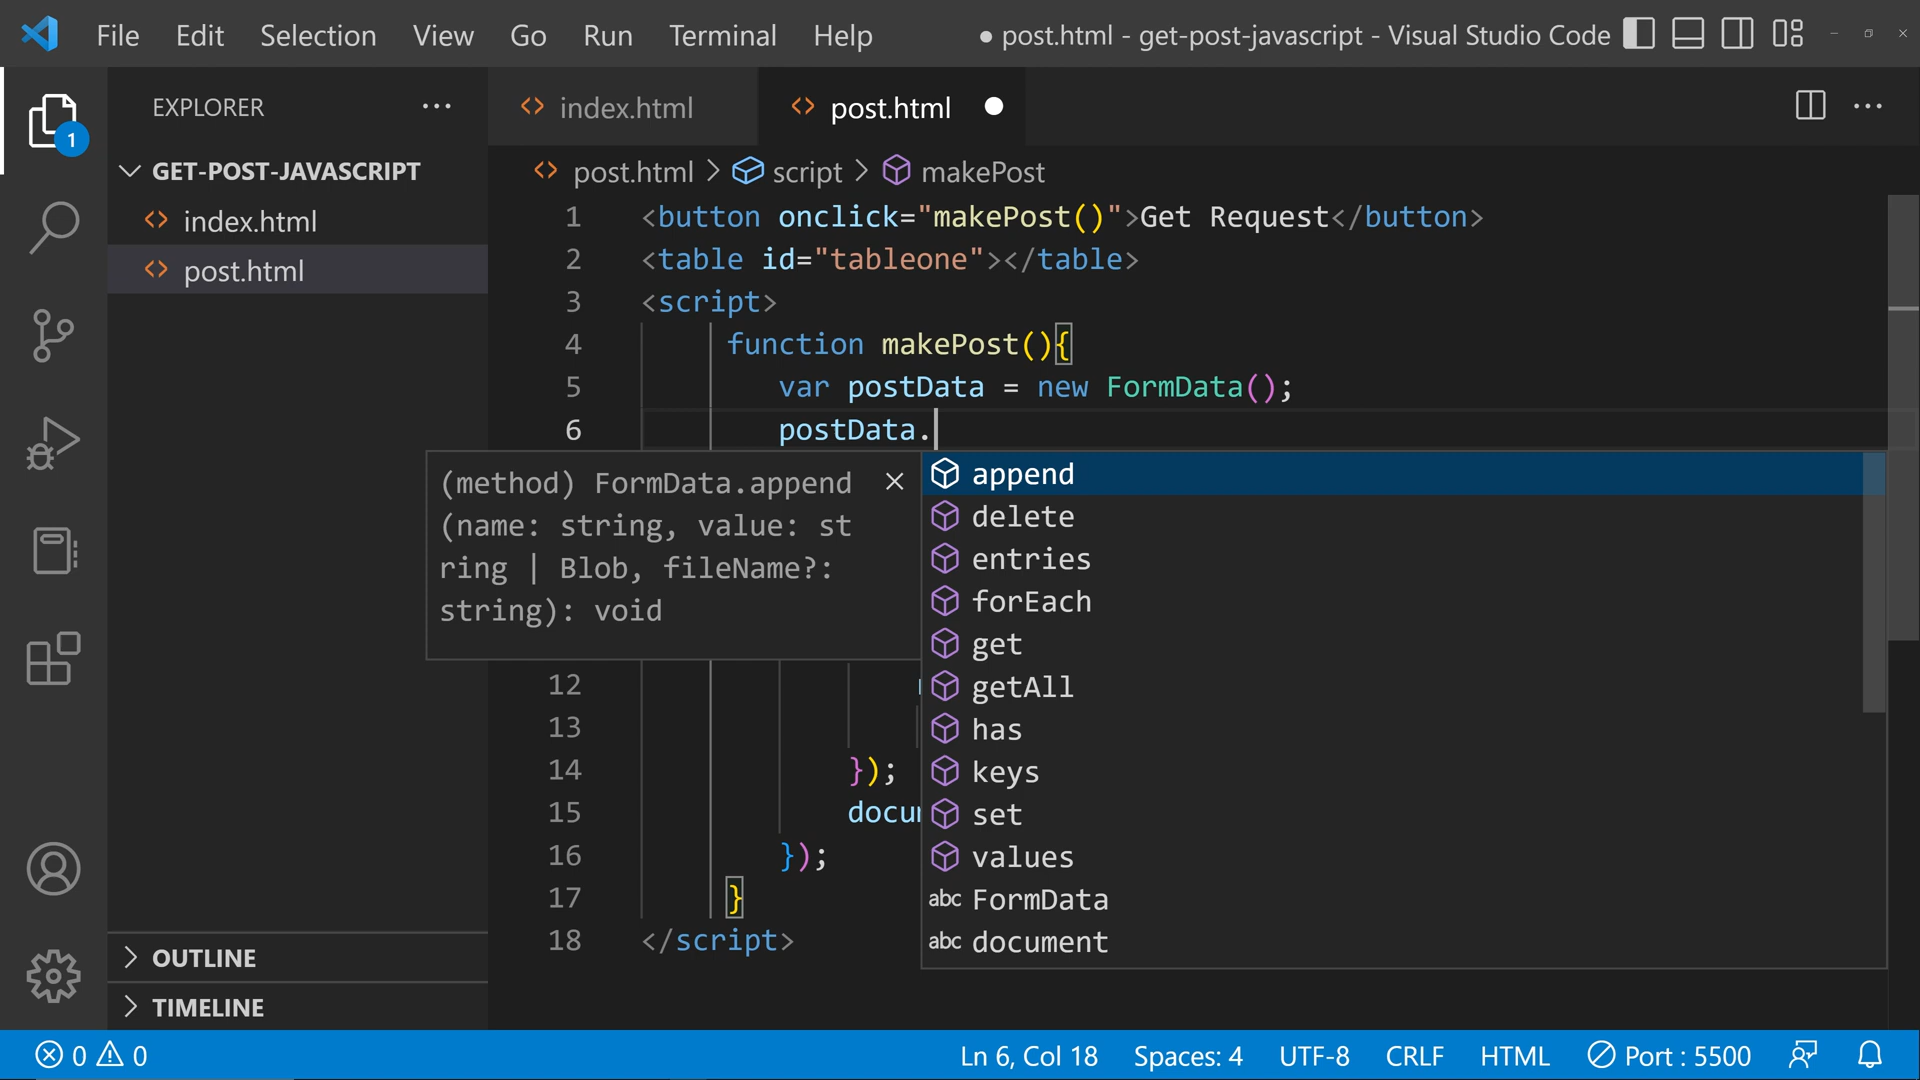 File Edit Selection View Go Run Terminal Help
● post.html - get-post-javascript - Visual Studio Code
EXPLORER
index.html
post.html
1
GET-POST-JAVASCRIPT
index.html
post.html
OUTLINE
TIMELINE
post.html > script > makePost
1 <button onclick="makePost()">Get Request</button>
2 <table id="tableone"></table>
3 <script>
4 function makePost(){
5 var postData = new FormData();
6 postData.
(method) FormData.append
(name: string, value: st
ring | Blob, fileName?:
string): void
append
delete
entries
forEach
get
getAll
has
keys
set
values
abc FormData
abc document
12
13
14 });
15 docu
16 });
17 }
18 </script>
0 0
Ln 6, Col 18 Spaces: 4 UTF-8 CRLF HTML Port : 5500